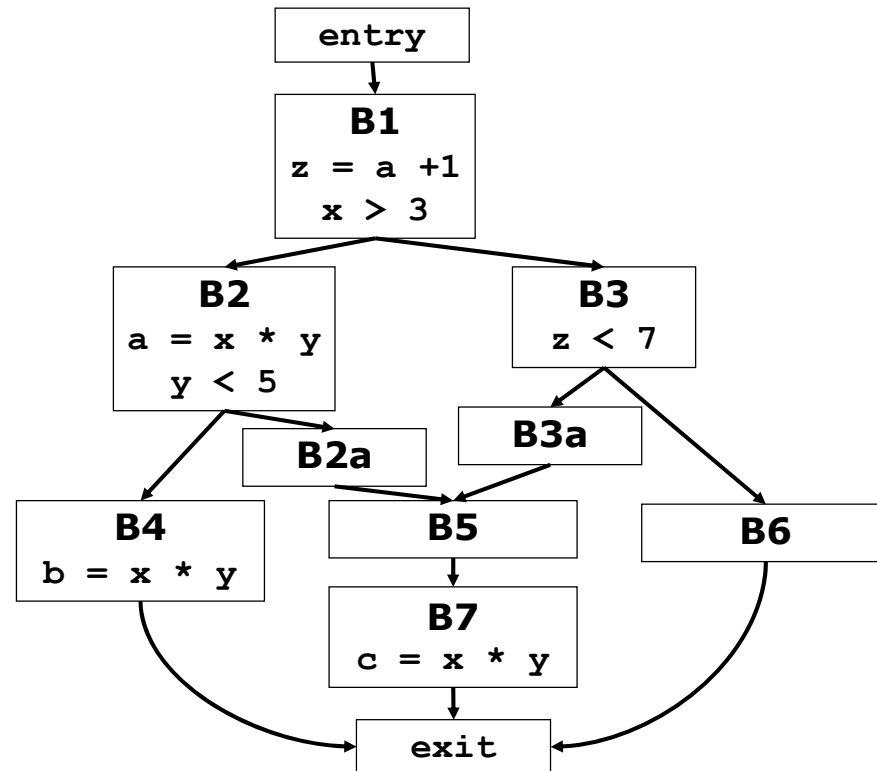 entry
B1
z = a +1
x > 3
B2
a = x * y
y < 5
B3
z < 7
B2a
B3a
B4
b = x * y
B5
B6
B7
c = x * y
exit